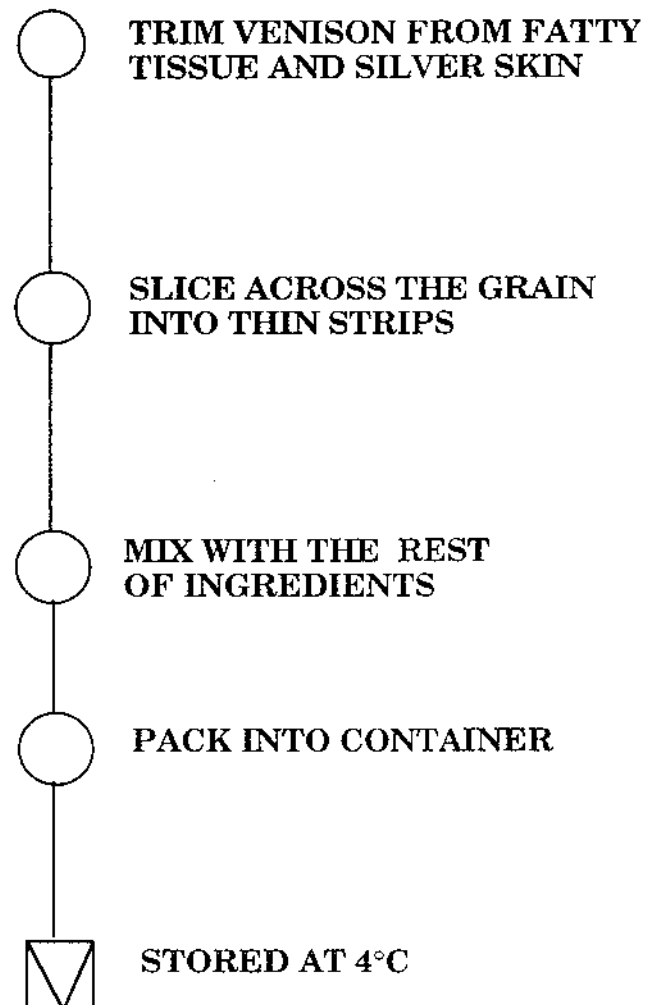 TRIM VENISON FROM FATTY
TISSUE AND SILVER SKIN
SLICE ACROSS THE GRAIN
INTO THIN STRIPS
MIX WITH THE REST
OF INGREDIENTS
PACK INTO CONTAINER
STORED AT 4°C